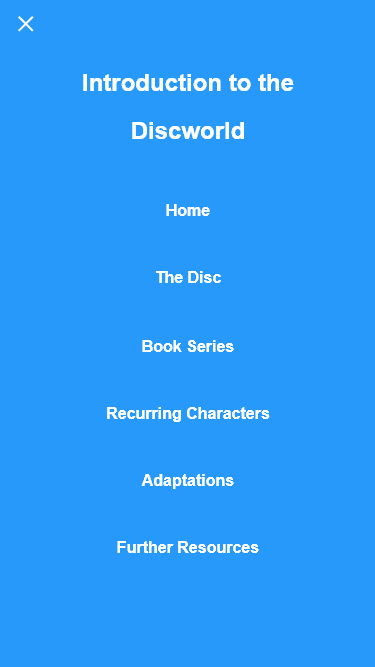 Introduction to the
Discworld
Home
The Disc
Book Series
Recurring Characters
Adaptations
Further Resources